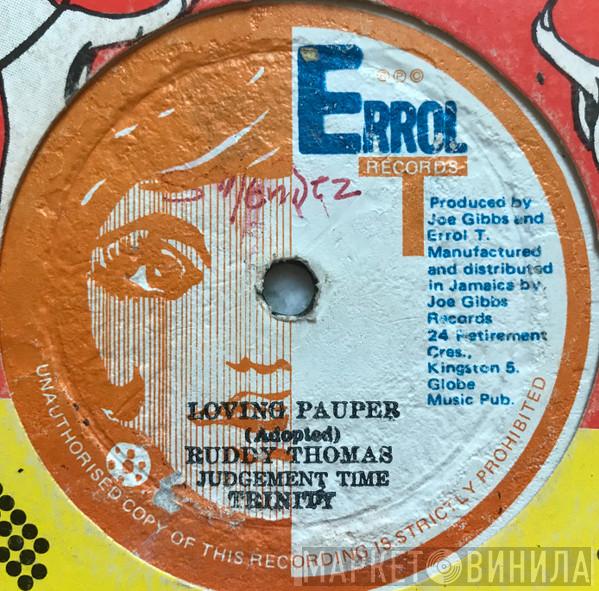 ERROL
RECORDS
T
Produced by
Joe Gibbs and
Errol T.
Manufactured
and distributed
in Jamaica by
Joe Gibbs
Records
24 Retirement
Cres.,
Kingston 5.
Globe
Music Pub.
LOVING PAUPER
(Adopted)
RUDDY THOMAS
JUDGEMENT TIME
TRINITY
UNAUTHORISED COPY OF THIS RECORDING IS STRICTLY PROHIBITED
МАРКЕТ ВИНИЛА